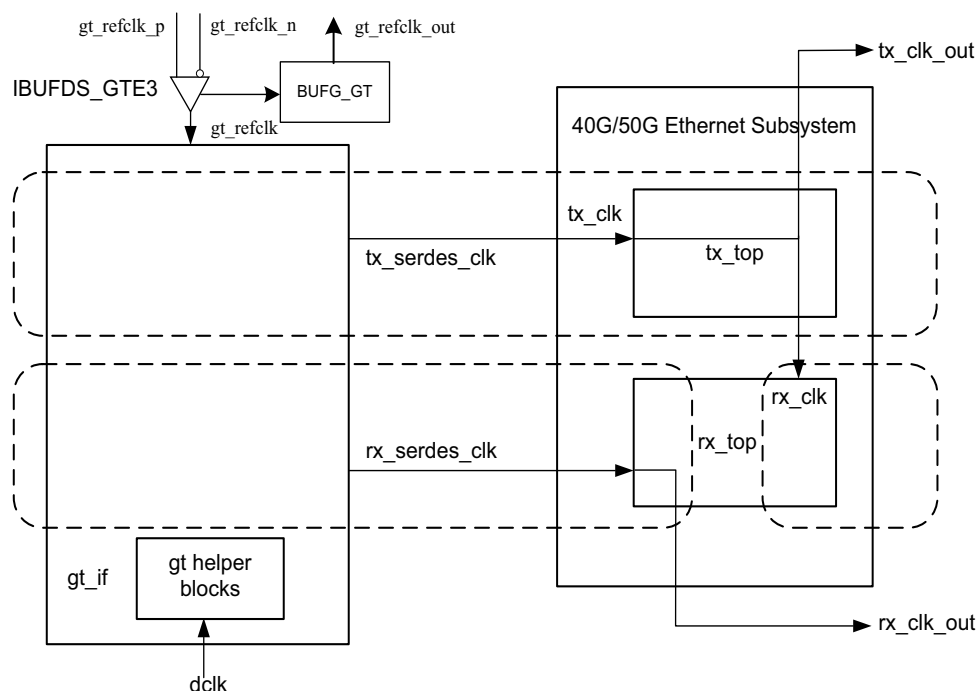 gt_refclk_p
gt_refclk_n
gt_refclk_out
tx_clk_out
IBUFDS_GTE3
BUFG_GT
gt_refclk
40G/50G Ethernet Subsystem
tx_clk
tx_serdes_clk
tx_top
rx_clk
rx_serdes_clk
rx_top
gt_if
gt helper
blocks
rx_clk_out
dclk